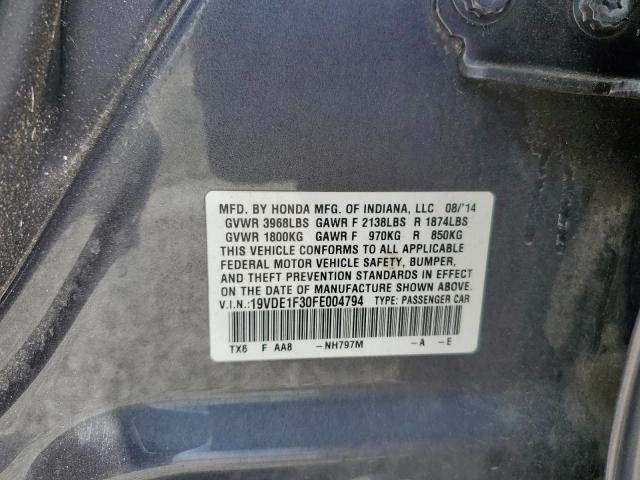 MFD. BY HONDA MFG. OF INDIANA, LLC 08/'14
GVWR 3968LBS GAWR F 2138LBS R 1874LBS
GVWR 1800KG GAWR F 970KG R 850KG
THIS VEHICLE CONFORMS TO ALL APPLICABLE
FEDERAL MOTOR VEHICLE SAFETY, BUMPER,
AND THEFT PREVENTION STANDARDS IN EFFECT
ON THE DATE OF MANUFACTURE SHOWN ABOVE.
V.I.N.:19VDE1F30FE004794 TYPE: PASSENGER CAR
TX6 F AA8 -NH797M -A -E